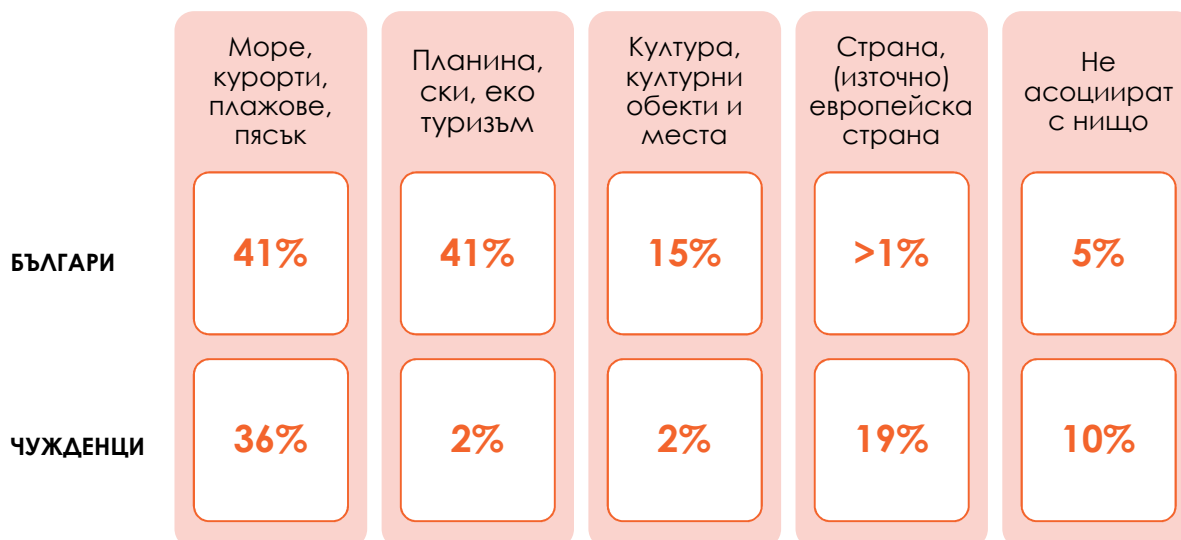 Море,
курорти,
плажове,
пясък
Планина,
ски, еко
туризъм
Култура,
културни
обекти и
места
Страна,
(източно)
европейска
страна
Не
асоциират
с нищо
БЪЛГАРИ
41%
41%
15%
>1%
5%
ЧУЖДЕНЦИ
36%
2%
2%
19%
10%